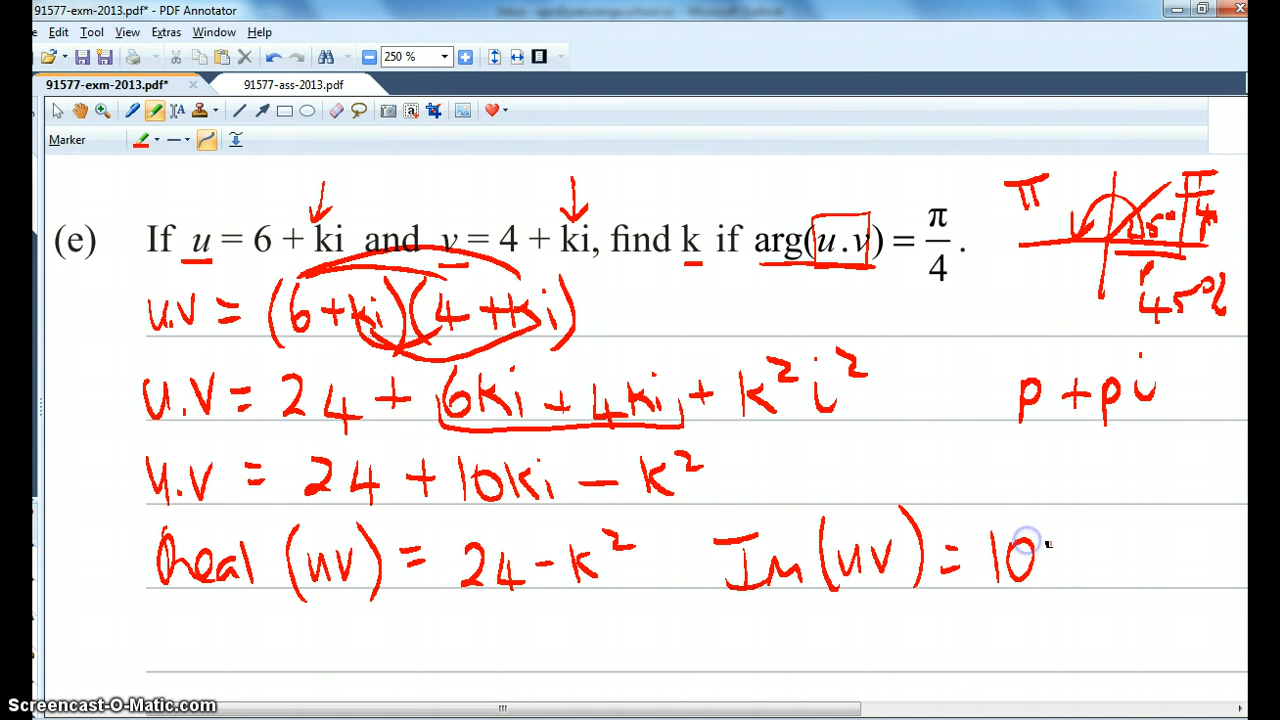 91577-exm-2013.pdf* - PDF Annotator
Edit Tool View Extras Window Help
250 %
91577-exm-2013.pdf* 91577-ass-2013.pdf
Marker
(e) If u = 6 + ki and v = 4 + ki, find k if arg(u.v) = π/4.
π π/4
45°
u.v = (6+ki)(4+ki)
u.v = 24 + 6ki + 4ki + k²i² p + pi
u.v = 24 + 10ki − k²
Real (uv) = 24 - k² Im (uv) = 10
Screencast-O-Matic.com